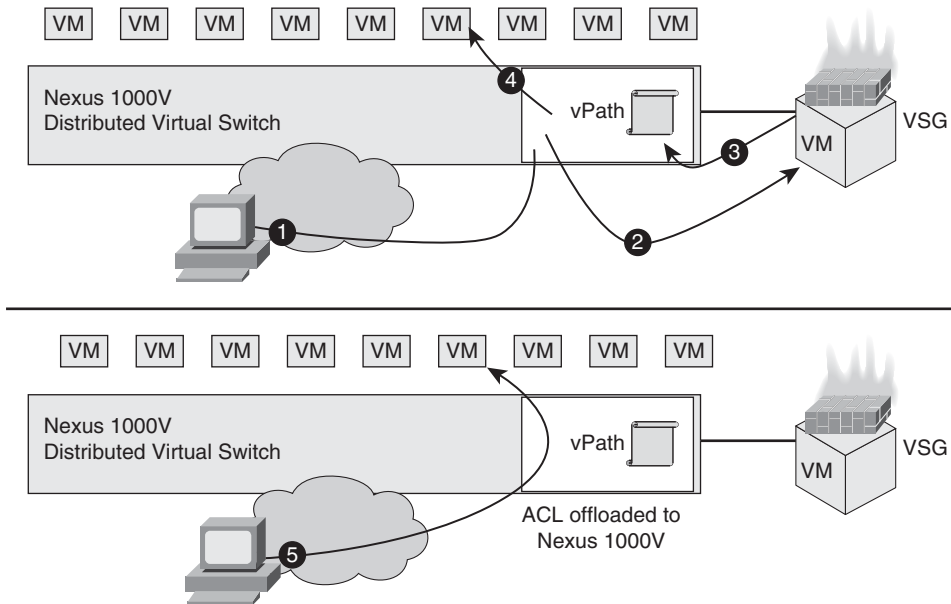 VM VM VM VM VM VM VM VM VM
Nexus 1000V
Distributed Virtual Switch
vPath
4
3
VM
VSG
1
2
VM VM VM VM VM VM VM VM VM
Nexus 1000V
Distributed Virtual Switch
vPath
VM
VSG
ACL offloaded to
Nexus 1000V
5